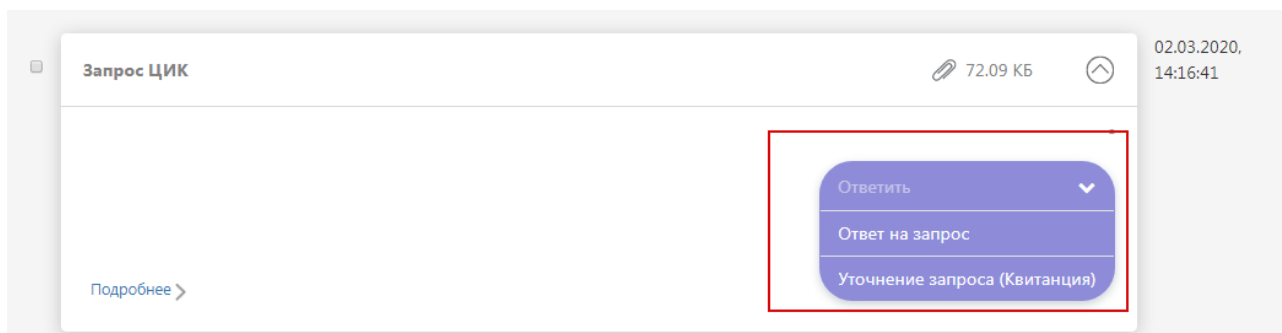 Запрос ЦИК
72.09 КБ
02.03.2020,
14:16:41
Ответить
Ответ на запрос
Уточнение запроса (Квитанция)
Подробнее